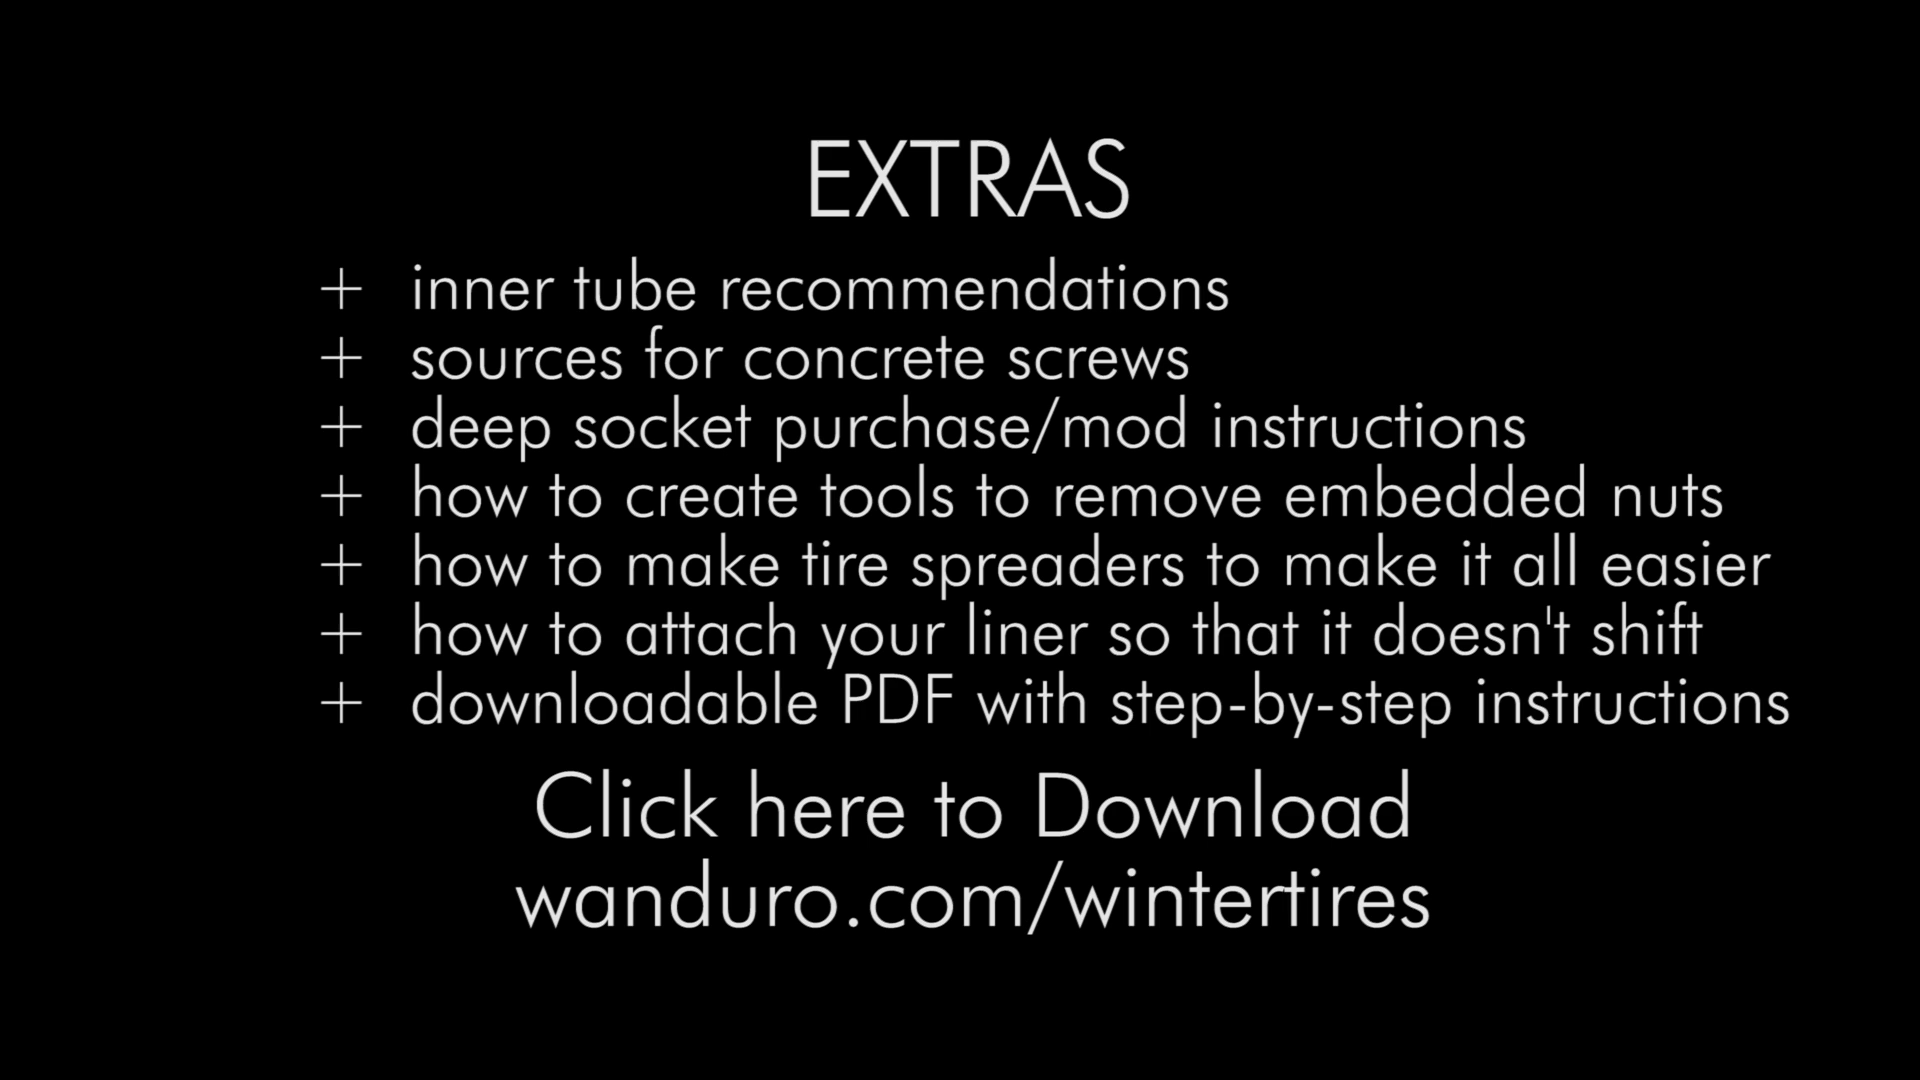 EXTRAS
+ inner tube recommendations
+ sources for concrete screws
+ deep socket purchase/mod instructions
+ how to create tools to remove embedded nuts
+ how to make tire spreaders to make it all easier
+ how to attach your liner so that it doesn't shift
+ downloadable PDF with step-by-step instructions
Click here to Download
wanduro.com/wintertires